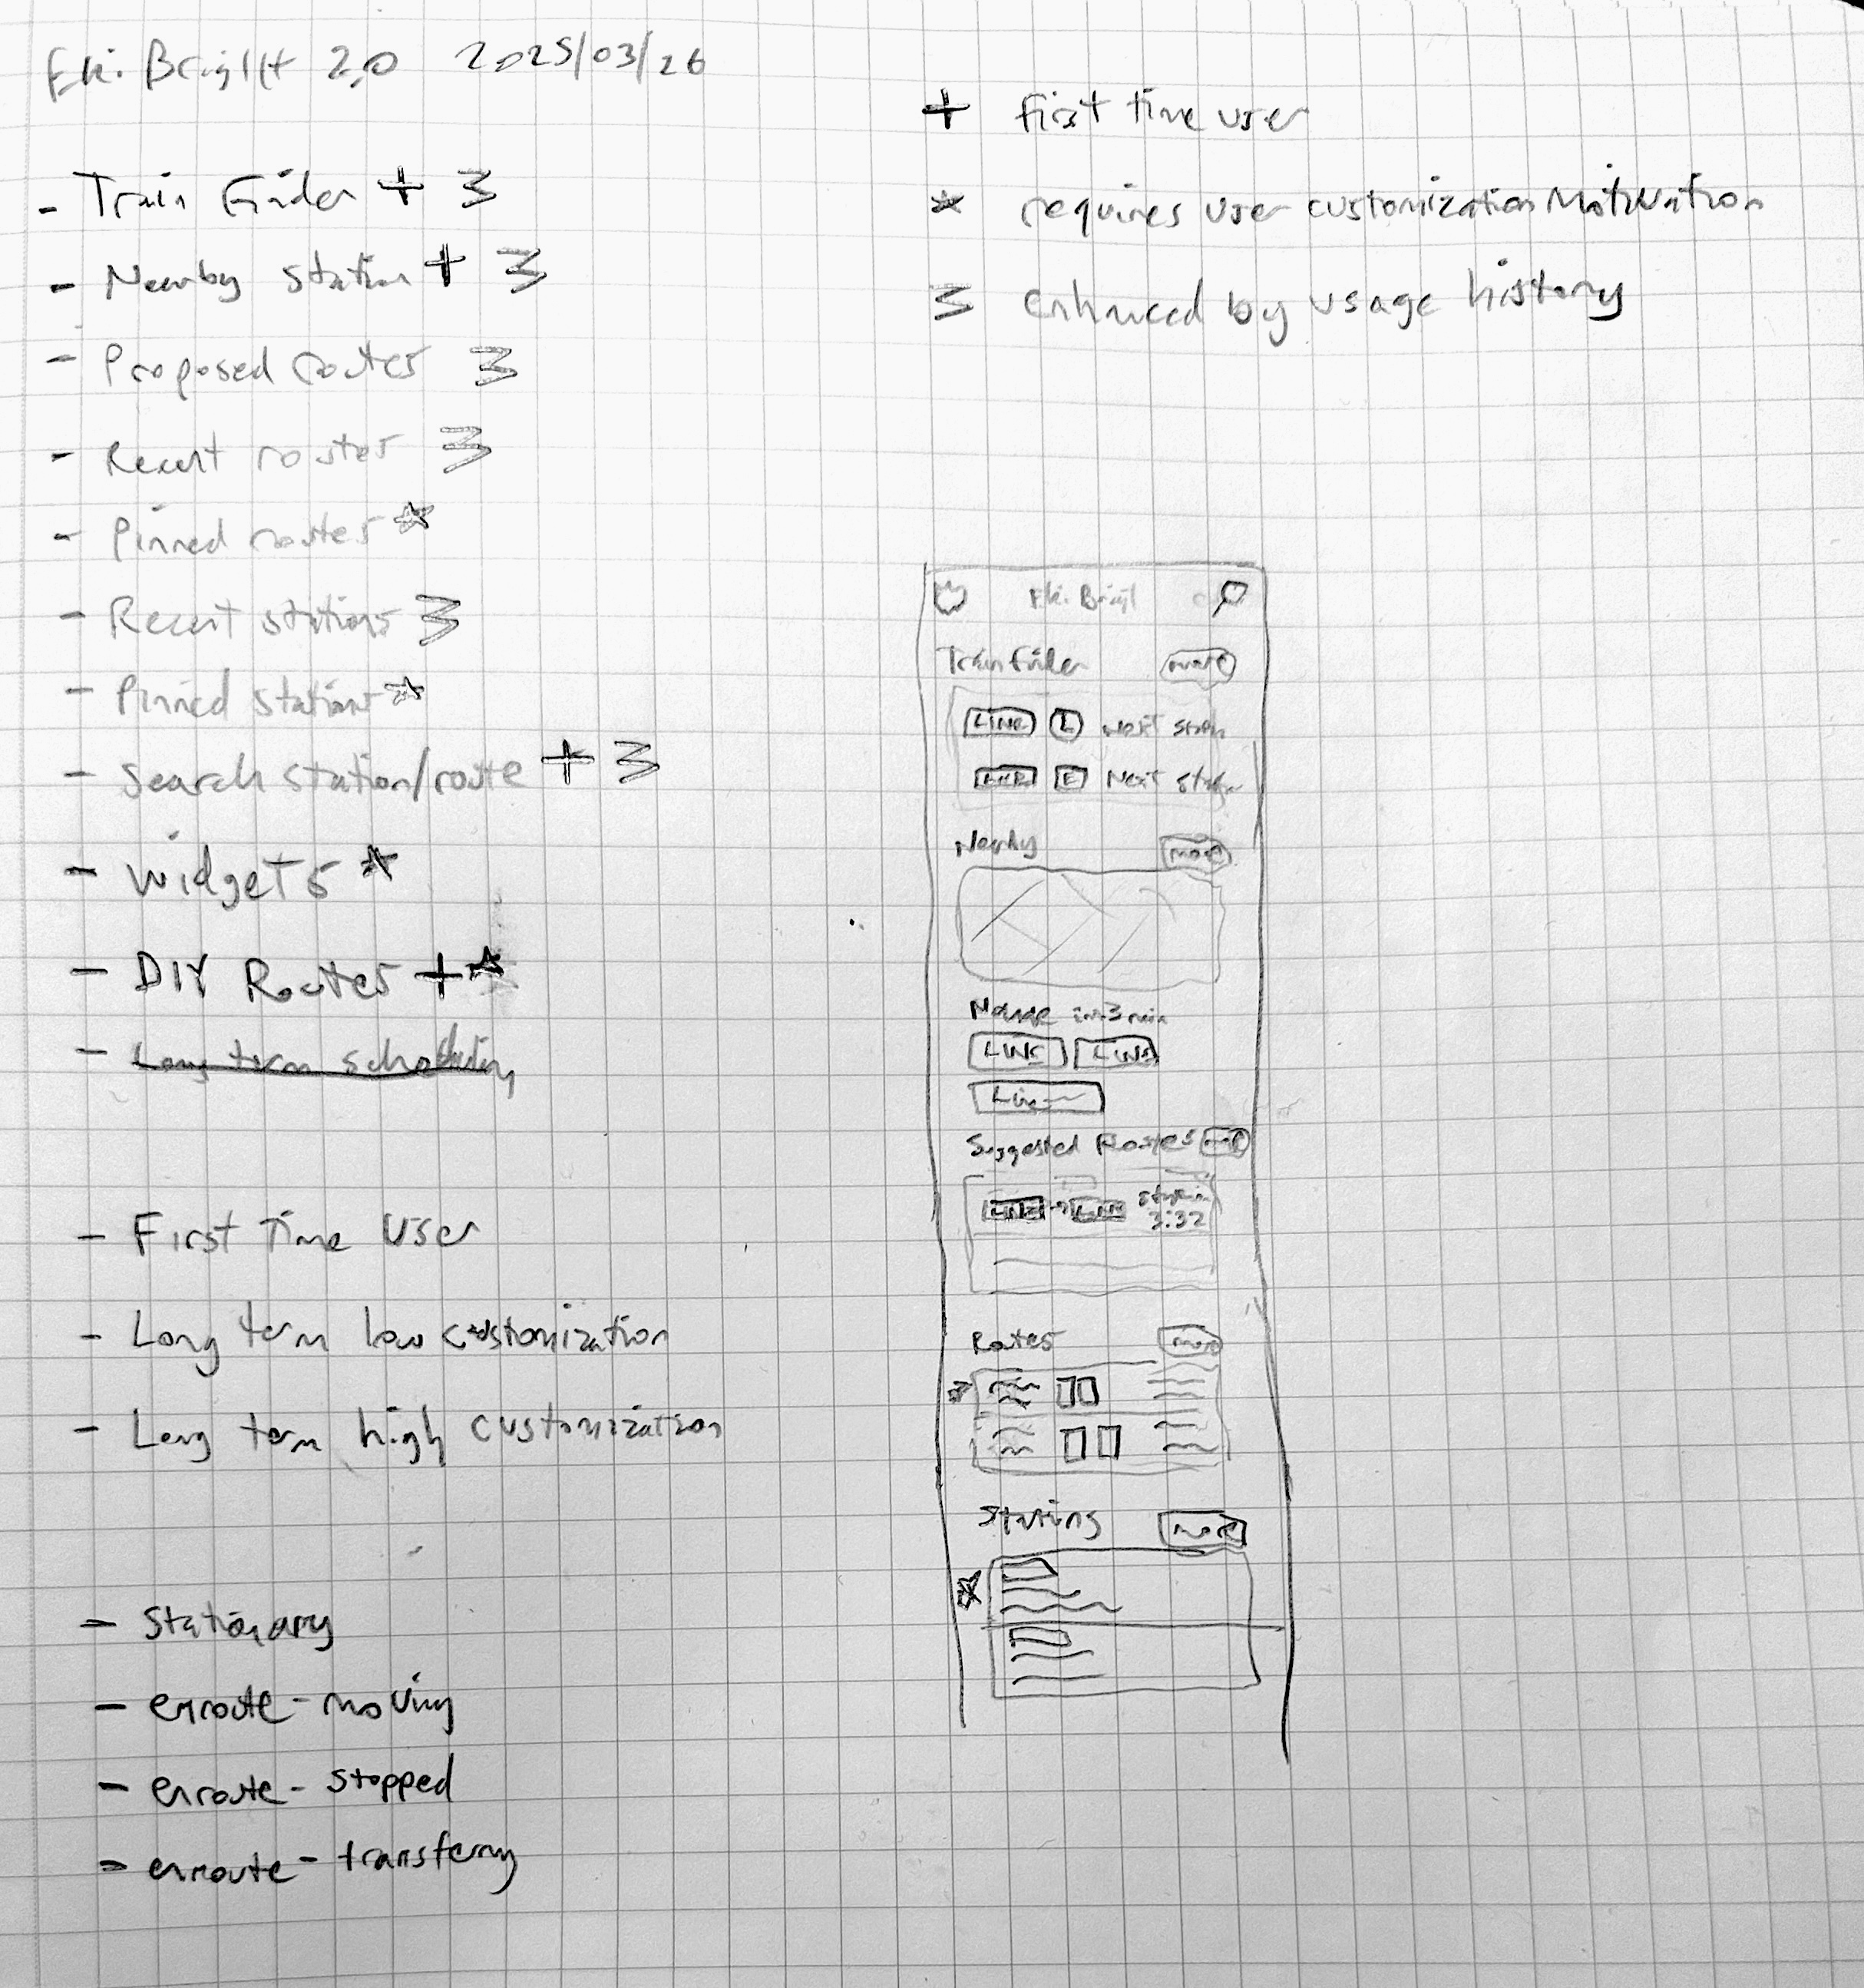 Eki Bright 2.0 2025/03/26
- Train Finder + Ʒ
- Nearby station + Ʒ
- Proposed routes Ʒ
- Recent routes Ʒ
- Pinned routes ☆
- Recent stations Ʒ
- Pinned stations ☆
- Search station/route + Ʒ
- Widgets ☆
- DIY Routes + ☆
- Long term scheduling
- First Time User
- Long term low customization
- Long term high customization
- Stationary
- enroute - moving
- enroute - stopped
- enroute - transferring
+ first time user
☆ requires user customization motivation
Ʒ enhanced by usage history
Eki Bright
Train Finder more
LINE L Next stop
LINE E Next
Nearby more
Name in 3 min
LINE LINE
Line
Suggested Routes
LINE → LINE station
3:32
Routes more
☆
Stations more
☆